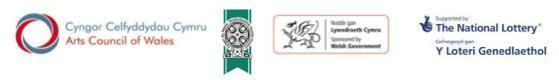 Cyngor Celfyddydau Cymru
Arts Council of Wales
Noddir gan
Lywodraeth Cymru
Sponsored by
Welsh Government
Supported by
The National Lottery®
Cefnogwyd gan
Y Loteri Genedlaethol